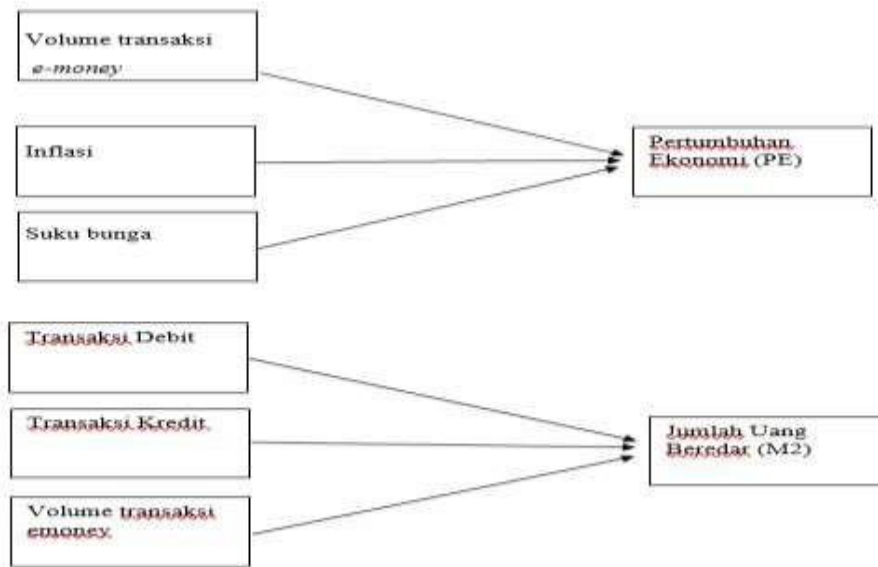 Volume transaksi
e-money
Inflasi
Suku bunga
Pertumbuhan
Ekonomi (PE)
Transaksi Debit
Transaksi Kredit
Volume transaksi
emoney
Jumlah Uang
Beredar (M2)